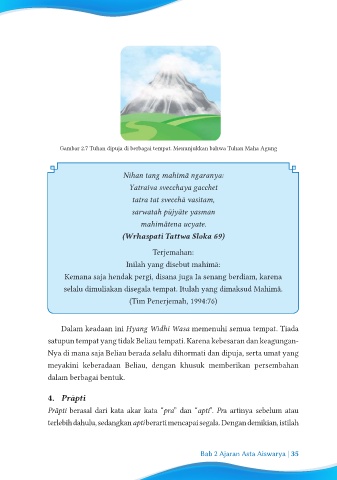 Gambar 2.7 Tuhan dipuja di berbagai tempat. Menunjukkan bahwa Tuhan Maha Agung
Nihan tang mahimā ngaranya:
Yatraiva svecchaya gacchet
tatra tat svecchā vasitam,
sarwatah pūjyāte yasman
mahimātena ucyate.
(Wrhaspati Tattwa Sloka 69)
Terjemahan:
Inilah yang disebut mahima:
Kemana saja hendak pergi, disana juga Ia senang berdiam, karena
selalu dimuliakan disegala tempat. Itulah yang dimaksud Mahimā.
(Tim Penerjemah, 1994:76)
Dalam keadaan ini Hyang Widhi Wasa memenuhi semua tempat. Tiada
satupun tempat yang tidak Beliau tempati. Karena kebesaran dan keagungan-
Nya di mana saja Beliau berada selalu dihormati dan dipuja, serta umat yang
meyakini keberadaan Beliau, dengan khusuk memberikan persembahan
dalam berbagai bentuk.
4. Prāpti
Prāpti berasal dari kata akar kata “pra” dan “apti”. Pra artinya sebelum atau
terlebih dahulu, sedangkan apti berarti mencapai segala. Dengan demikian, istilah
Bab 2 Ajaran Asta Aiswarya | 35